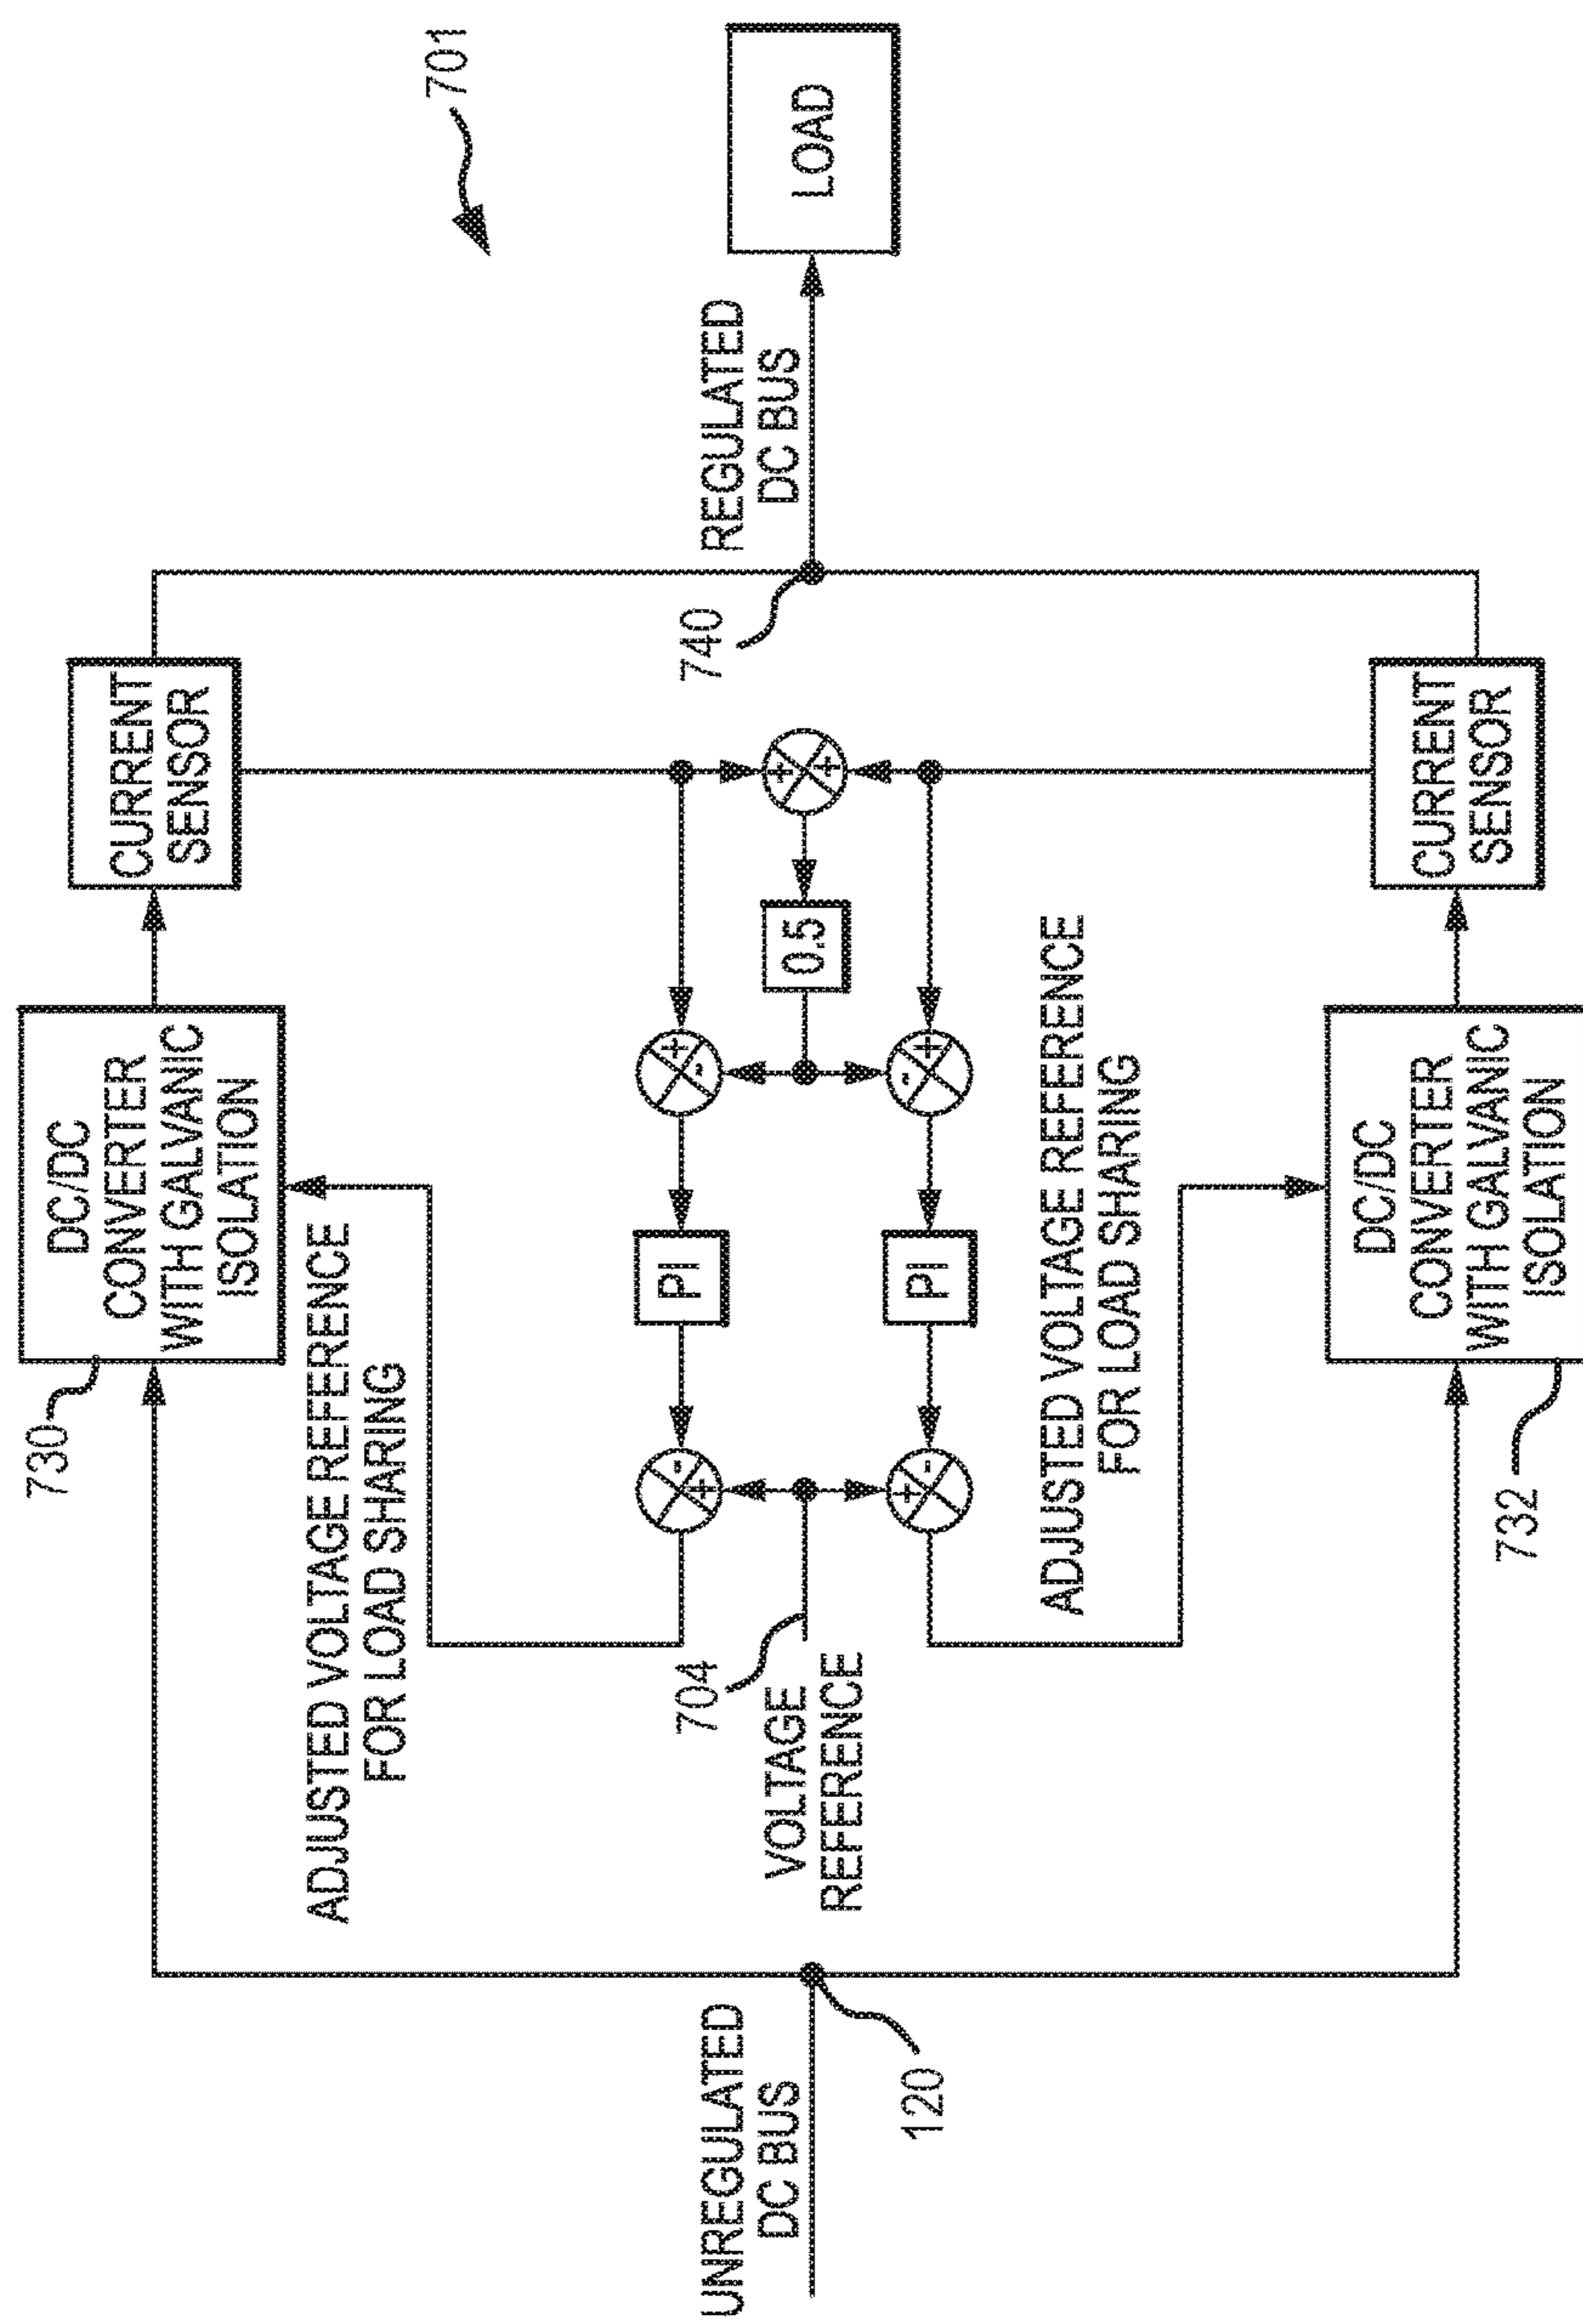 701
DC/DC
CONVERTER
WITH GALVANIC
ISOLATION
730
CURRENT
SENSOR
ADJUSTED VOLTAGE REFERENCE
FOR LOAD SHARING
UNREGULATED
DC BUS
120
704
VOLTAGE
REFERENCE
-
+
+
-
PI
PI
+
-
-
+
0.5
+
+
740
REGULATED
DC BUS
LOAD
ADJUSTED VOLTAGE REFERENCE
FOR LOAD SHARING
732
DC/DC
CONVERTER
WITH GALVANIC
ISOLATION
CURRENT
SENSOR